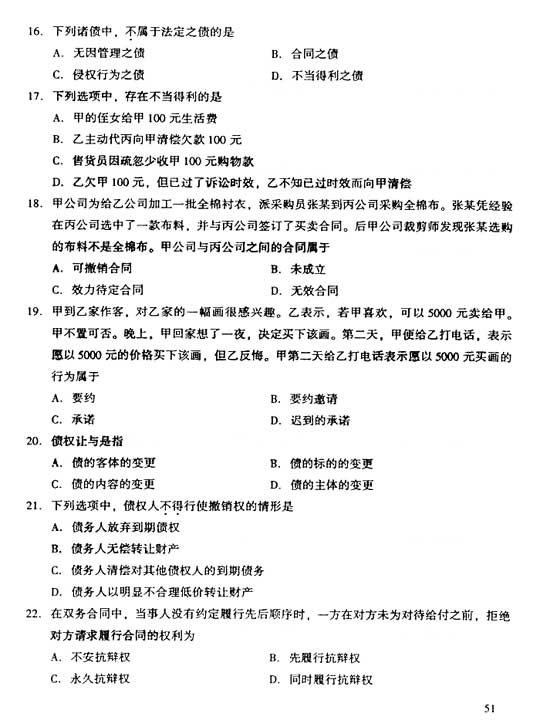 16. 下列诸债中，不属于法定之债的是
A. 无因管理之债 B. 合同之债
C. 侵权行为之债 D. 不当得利之债
17. 下列选项中，存在不当得利的是
A. 甲的侄女给甲 100 元生活费
B. 乙主动代丙向甲清偿欠款 100 元
C. 售货员因疏忽少收甲 100 元购物款
D. 乙欠甲 100 元，但已过了诉讼时效，乙不知已过时效而向甲清偿
18. 甲公司为给乙公司加工一批全棉衬衣，派采购员张某到丙公司采购全棉布。张某凭经验
在丙公司选中了一款布料，并与丙公司签订了买卖合同。后甲公司裁剪师发现张某选购
的布料不是全棉布。甲公司与丙公司之间的合同属于
A. 可撤销合同 B. 未成立
C. 效力待定合同 D. 无效合同
19. 甲到乙家作客，对乙家的一幅画很感兴趣。乙表示，若甲喜欢，可以 5000 元卖给甲。
甲不置可否。晚上，甲回家想了一夜，决定买下该画。第二天，甲便给乙打电话，表示
愿以 5000 元的价格买下该画，但乙反悔。甲第二天给乙打电话表示愿以 5000 元买画的
行为属于
A. 要约 B. 要约邀请
C. 承诺 D. 迟到的承诺
20. 债权让与是指
A. 债的客体的变更 B. 债的标的的变更
C. 债的内容的变更 D. 债的主体的变更
21. 下列选项中，债权人不得行使撤销权的情形是
A. 债务人放弃到期债权
B. 债务人无偿转让财产
C. 债务人清偿对其他债权人的到期债务
D. 债务人以明显不合理低价转让财产
22. 在双务合同中，当事人没有约定履行先后顺序时，一方在对方未为对待给付之前，拒绝
对方请求履行合同的权利为
A. 不安抗辩权 B. 先履行抗辩权
C. 永久抗辩权 D. 同时履行抗辩权
51